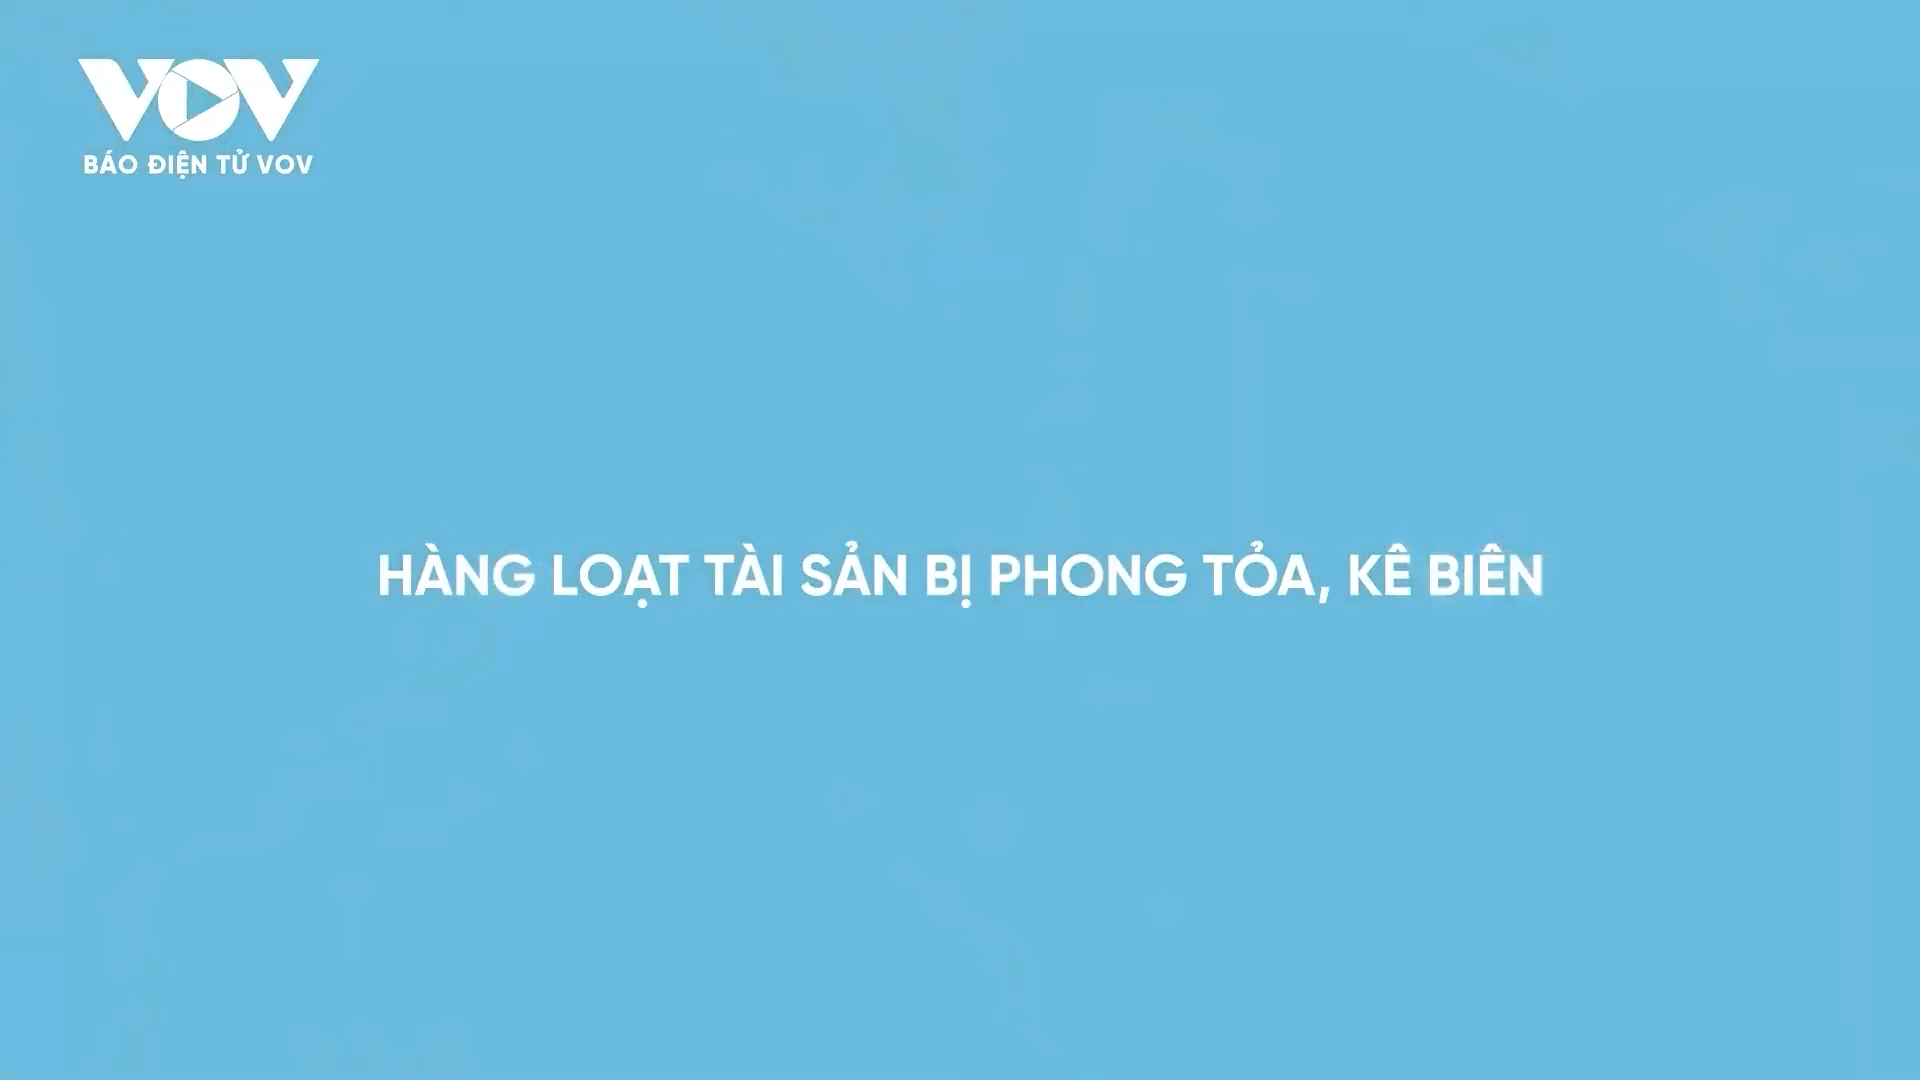 VOV
BÁO ĐIỆN TỬ VOV
HÀNG LOẠT TÀI SẢN BỊ PHONG TỎA, KÊ BIÊN